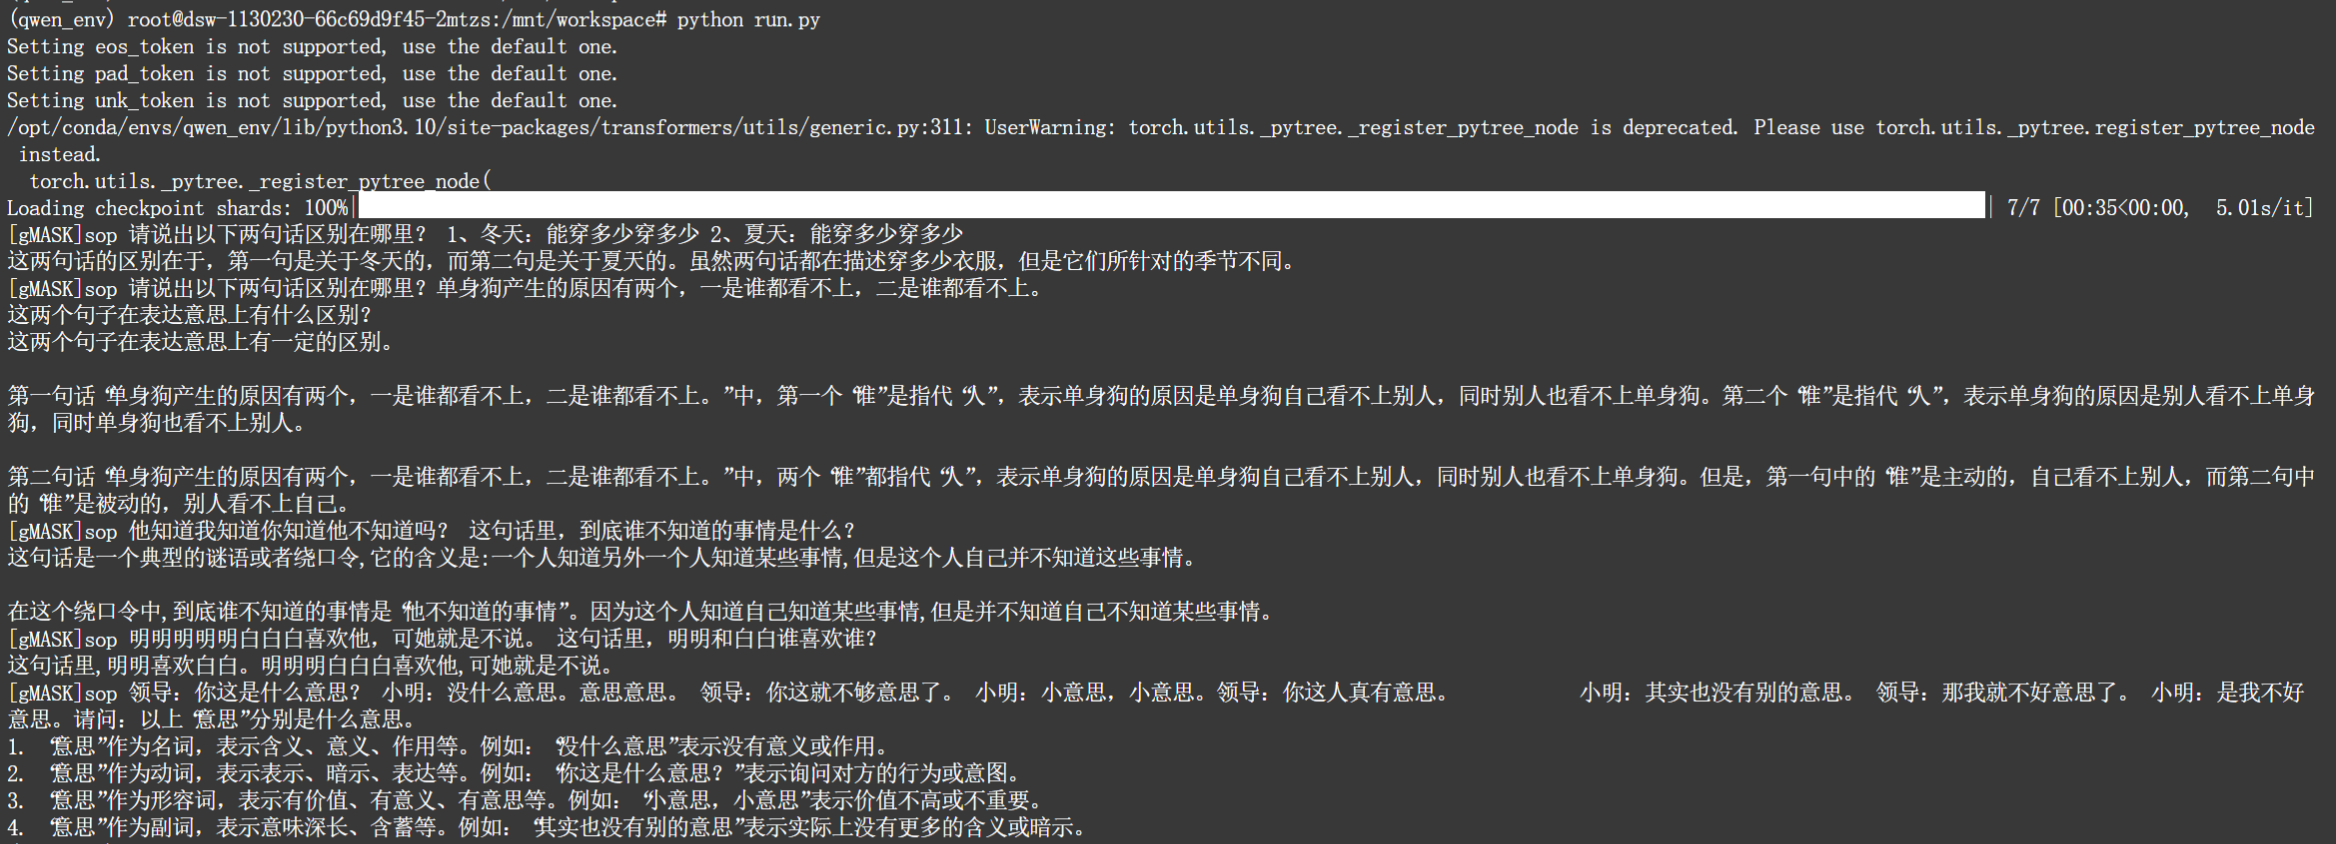 (qwen_env) root@dsw-1130230-66c69d9f45-2mtzs:/mnt/workspace# python run.py
Setting eos_token is not supported, use the default one.
Setting pad_token is not supported, use the default one.
Setting unk_token is not supported, use the default one.
/opt/conda/envs/qwen_env/lib/python3.10/site-packages/transformers/utils/generic.py:311: UserWarning: torch.utils._pytree._register_pytree_node is deprecated. Please use torch.utils._pytree.register_pytree_node
 instead.
  torch.utils._pytree._register_pytree_node(
Loading checkpoint shards: 100%| | 7/7 [00:35<00:00,  5.01s/it]
[gMASK]sop 请说出以下两句话区别在哪里？ 1、冬天：能穿多少穿多少 2、夏天：能穿多少穿多少
这两句话的区别在于，第一句是关于冬天的，而第二句是关于夏天的。虽然两句话都在描述穿多少衣服，但是它们所针对的季节不同。
[gMASK]sop 请说出以下两句话区别在哪里？单身狗产生的原因有两个，一是谁都看不上，二是谁都看不上。
这两个句子在表达意思上有什么区别？
这两个句子在表达意思上有一定的区别。
第一句话“单身狗产生的原因有两个，一是谁都看不上，二是谁都看不上。”中，第一个“谁”是指代“人”，表示单身狗的原因是单身狗自己看不上别人，同时别人也看不上单身狗。第二个“谁”是指代“人”，表示单身狗的原因是别人看不上单身
狗，同时单身狗也看不上别人。
第二句话“单身狗产生的原因有两个，一是谁都看不上，二是谁都看不上。”中，两个“谁”都指代“人”，表示单身狗的原因是单身狗自己看不上别人，同时别人也看不上单身狗。但是，第一句中的“谁”是主动的，自己看不上别人，而第二句中
的“谁”是被动的，别人看不上自己。
[gMASK]sop 他知道我知道你知道他不知道吗？ 这句话里，到底谁不知道的事情是什么？
这句话是一个典型的谜语或者绕口令,它的含义是:一个人知道另外一个人知道某些事情,但是这个人自己并不知道这些事情。
在这个绕口令中,到底谁不知道的事情是“他不知道的事情”。因为这个人知道自己知道某些事情,但是并不知道自己不知道某些事情。
[gMASK]sop 明明明明明白白白喜欢他，可她就是不说。 这句话里，明明和白白谁喜欢谁？
这句话里,明明喜欢白白。明明明白白白喜欢他,可她就是不说。
[gMASK]sop 领导：你这是什么意思？ 小明：没什么意思。意思意思。 领导：你这就不够意思了。 小明：小意思，小意思。领导：你这人真有意思。 小明：其实也没有别的意思。 领导：那我就不好意思了。 小明：是我不好
意思。请问：以上“意思”分别是什么意思。
1. “意思”作为名词，表示含义、意义、作用等。例如：“没什么意思”表示没有意义或作用。
2. “意思”作为动词，表示表示、暗示、表达等。例如：“你这是什么意思？”表示询问对方的行为或意图。
3. “意思”作为形容词，表示有价值、有意义、有意思等。例如：“小意思，小意思”表示价值不高或不重要。
4. “意思”作为副词，表示意味深长、含蓄等。例如：“其实也没有别的意思”表示实际上没有更多的含义或暗示。